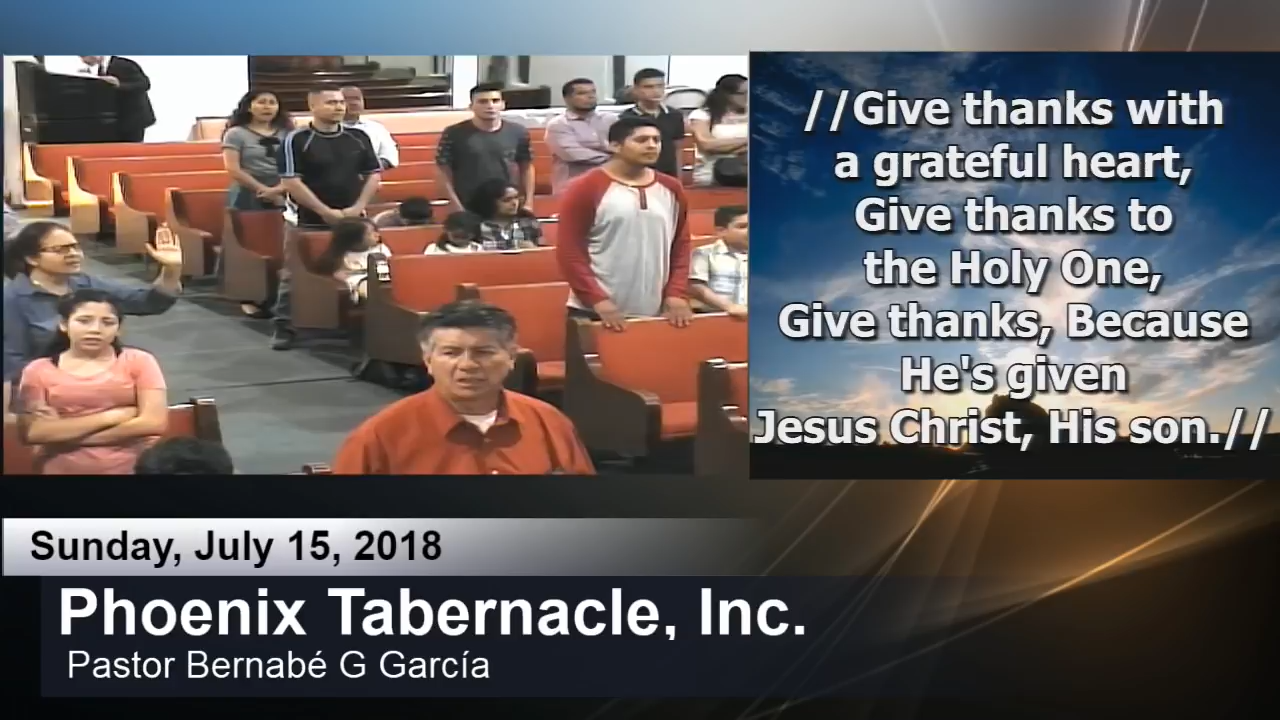 //Give thanks with
a grateful heart,
Give thanks to
the Holy One,
Give thanks, Because
He's given
Jesus Christ, His son.//
Sunday, July 15, 2018
Phoenix Tabernacle, Inc.
Pastor Bernabé G García